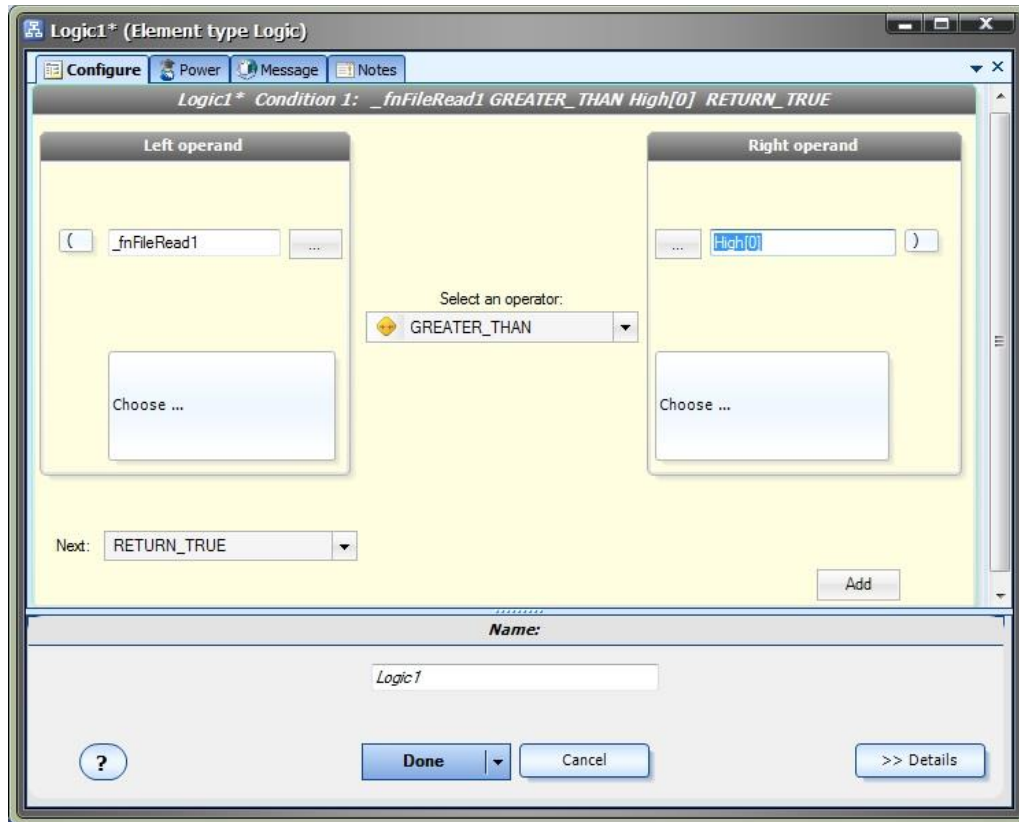 Logic1* (Element type Logic)
Configure Power Message Notes
Logic1* Condition 1: _fnFileRead1 GREATER_THAN High[0] RETURN_TRUE
Left operand
Right operand
( _fnFileRead1 ...
... High[0] )
Select an operator:
GREATER_THAN
Choose ...
Choose ...
Next: RETURN_TRUE
Add
Name:
Logic1
? Done Cancel >> Details